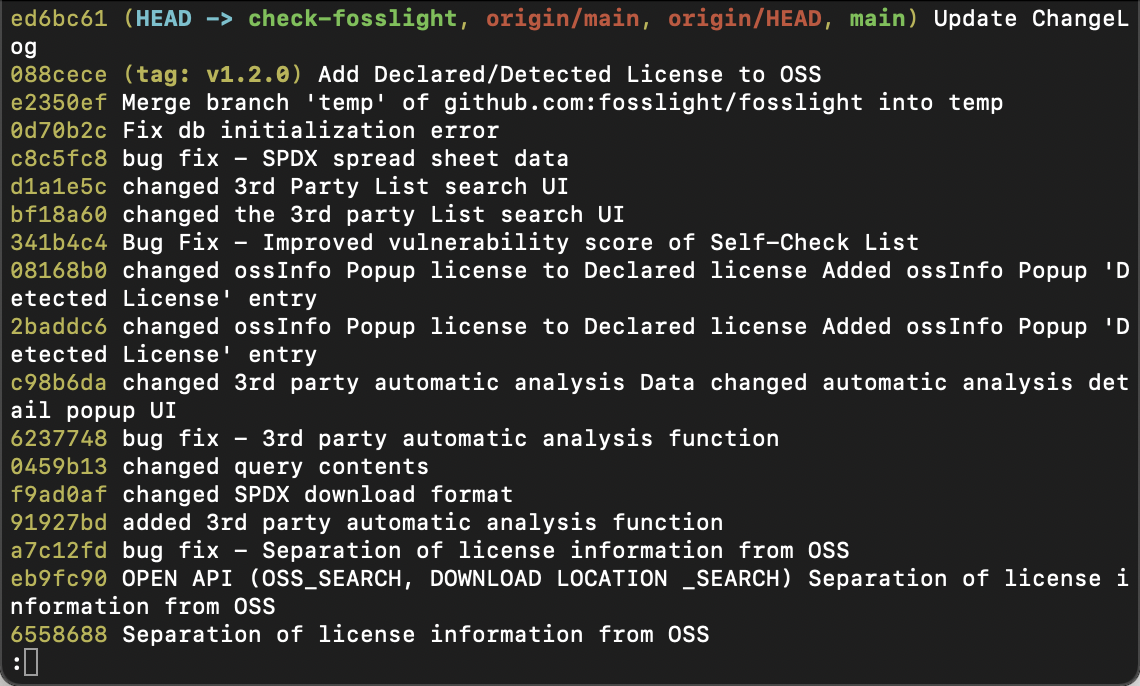 ed6bc61 (HEAD -> check-fosslight, origin/main, origin/HEAD, main) Update ChangeL
og
088cece (tag: v1.2.0) Add Declared/Detected License to OSS
e2350ef Merge branch 'temp' of github.com:fosslight/fosslight into temp
0d70b2c Fix db initialization error
c8c5fc8 bug fix - SPDX spread sheet data
d1a1e5c changed 3rd Party List search UI
bf18a60 changed the 3rd party List search UI
341b4c4 Bug Fix - Improved vulnerability score of Self-Check List
08168b0 changed ossInfo Popup license to Declared license Added ossInfo Popup 'D
etected License' entry
2baddc6 changed ossInfo Popup license to Declared license Added ossInfo Popup 'D
etected License' entry
c98b6da changed 3rd party automatic analysis Data changed automatic analysis det
ail popup UI
6237748 bug fix - 3rd party automatic analysis function
0459b13 changed query contents
f9ad0af changed SPDX download format
91927bd added 3rd party automatic analysis function
a7c12fd bug fix - Separation of license information from OSS
eb9fc90 OPEN API (OSS_SEARCH, DOWNLOAD LOCATION _SEARCH) Separation of license i
nformation from OSS
6558688 Separation of license information from OSS
: